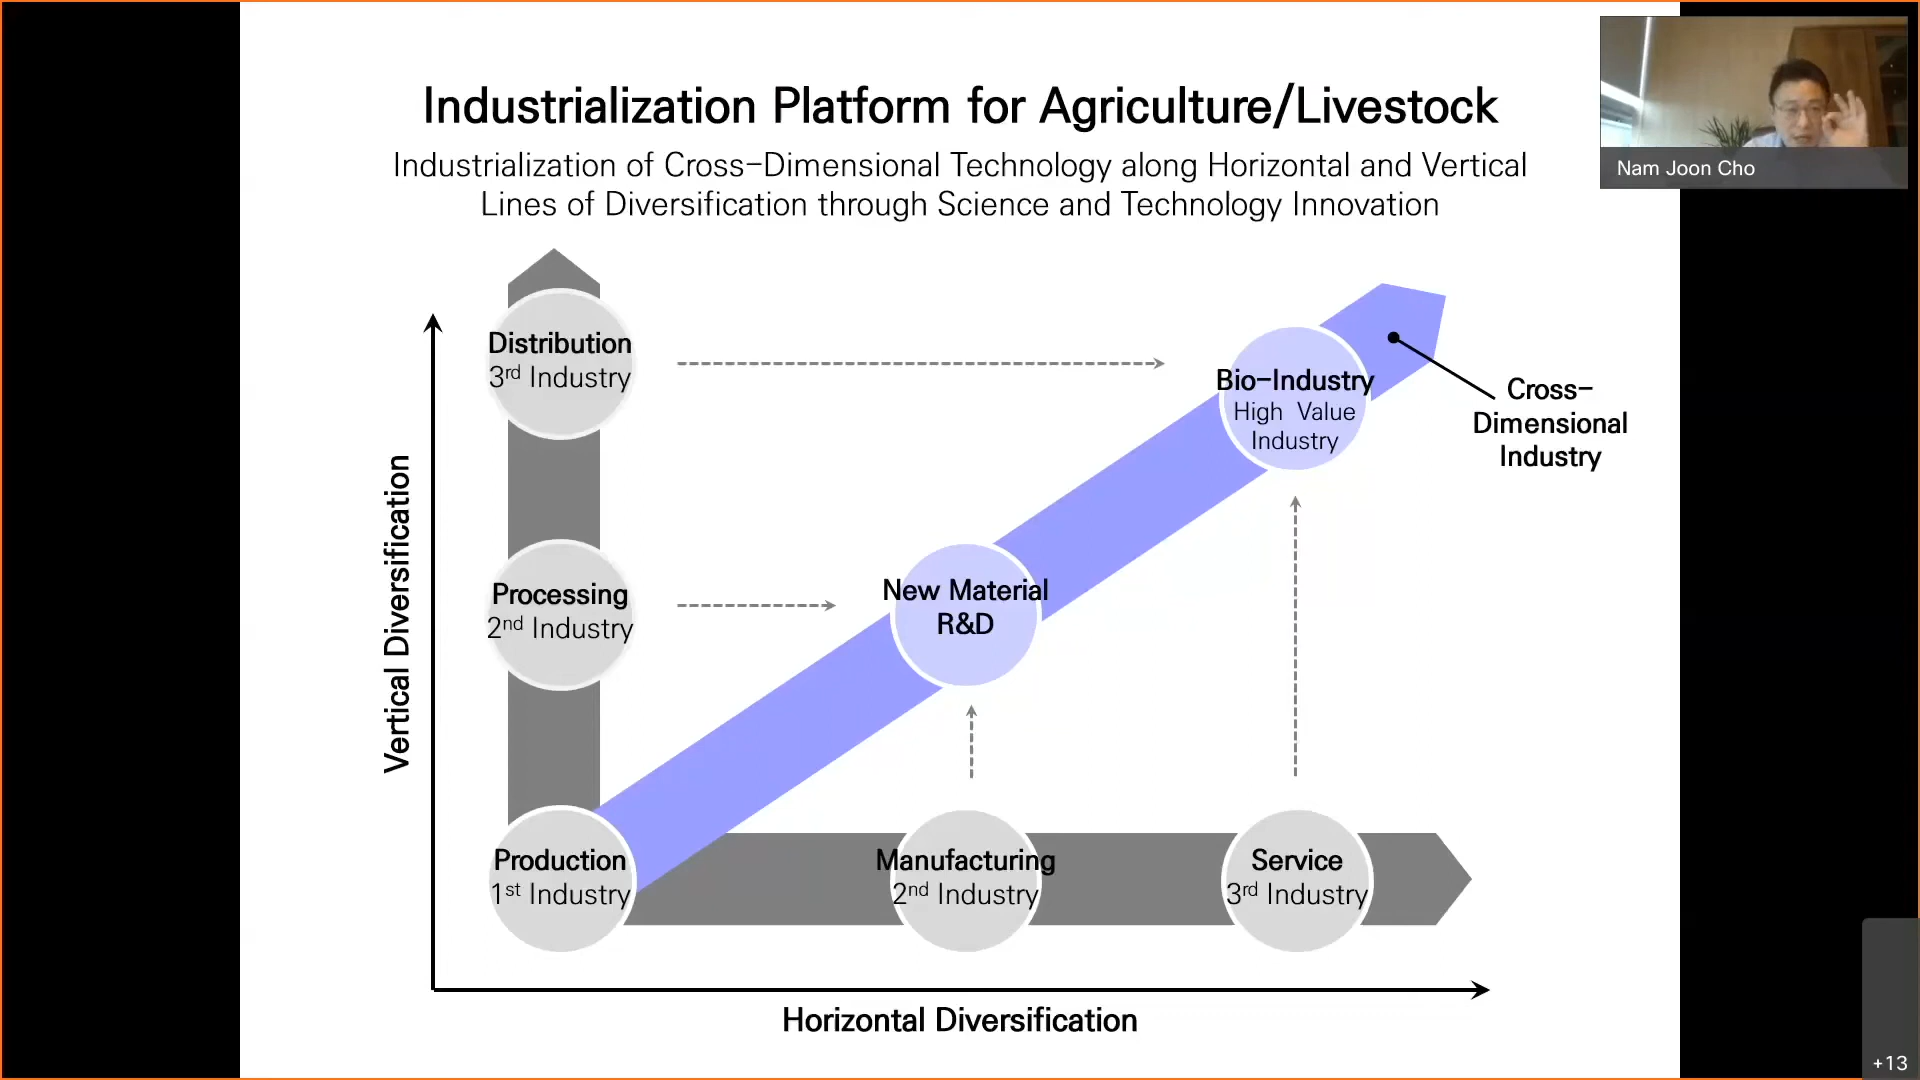 Industrialization Platform for Agriculture/Livestock
Industrialization of Cross-Dimensional Technology along Horizontal and Vertical
Lines of Diversification through Science and Technology Innovation
Nam Joon Cho
Distribution
3rd Industry
Bio-Industry
High Value
Industry
Cross-
Dimensional
Industry
Vertical Diversification
Processing
2nd Industry
New Material
R&D
Production
1st Industry
Manufacturing
2nd Industry
Service
3rd Industry
Horizontal Diversification
+13